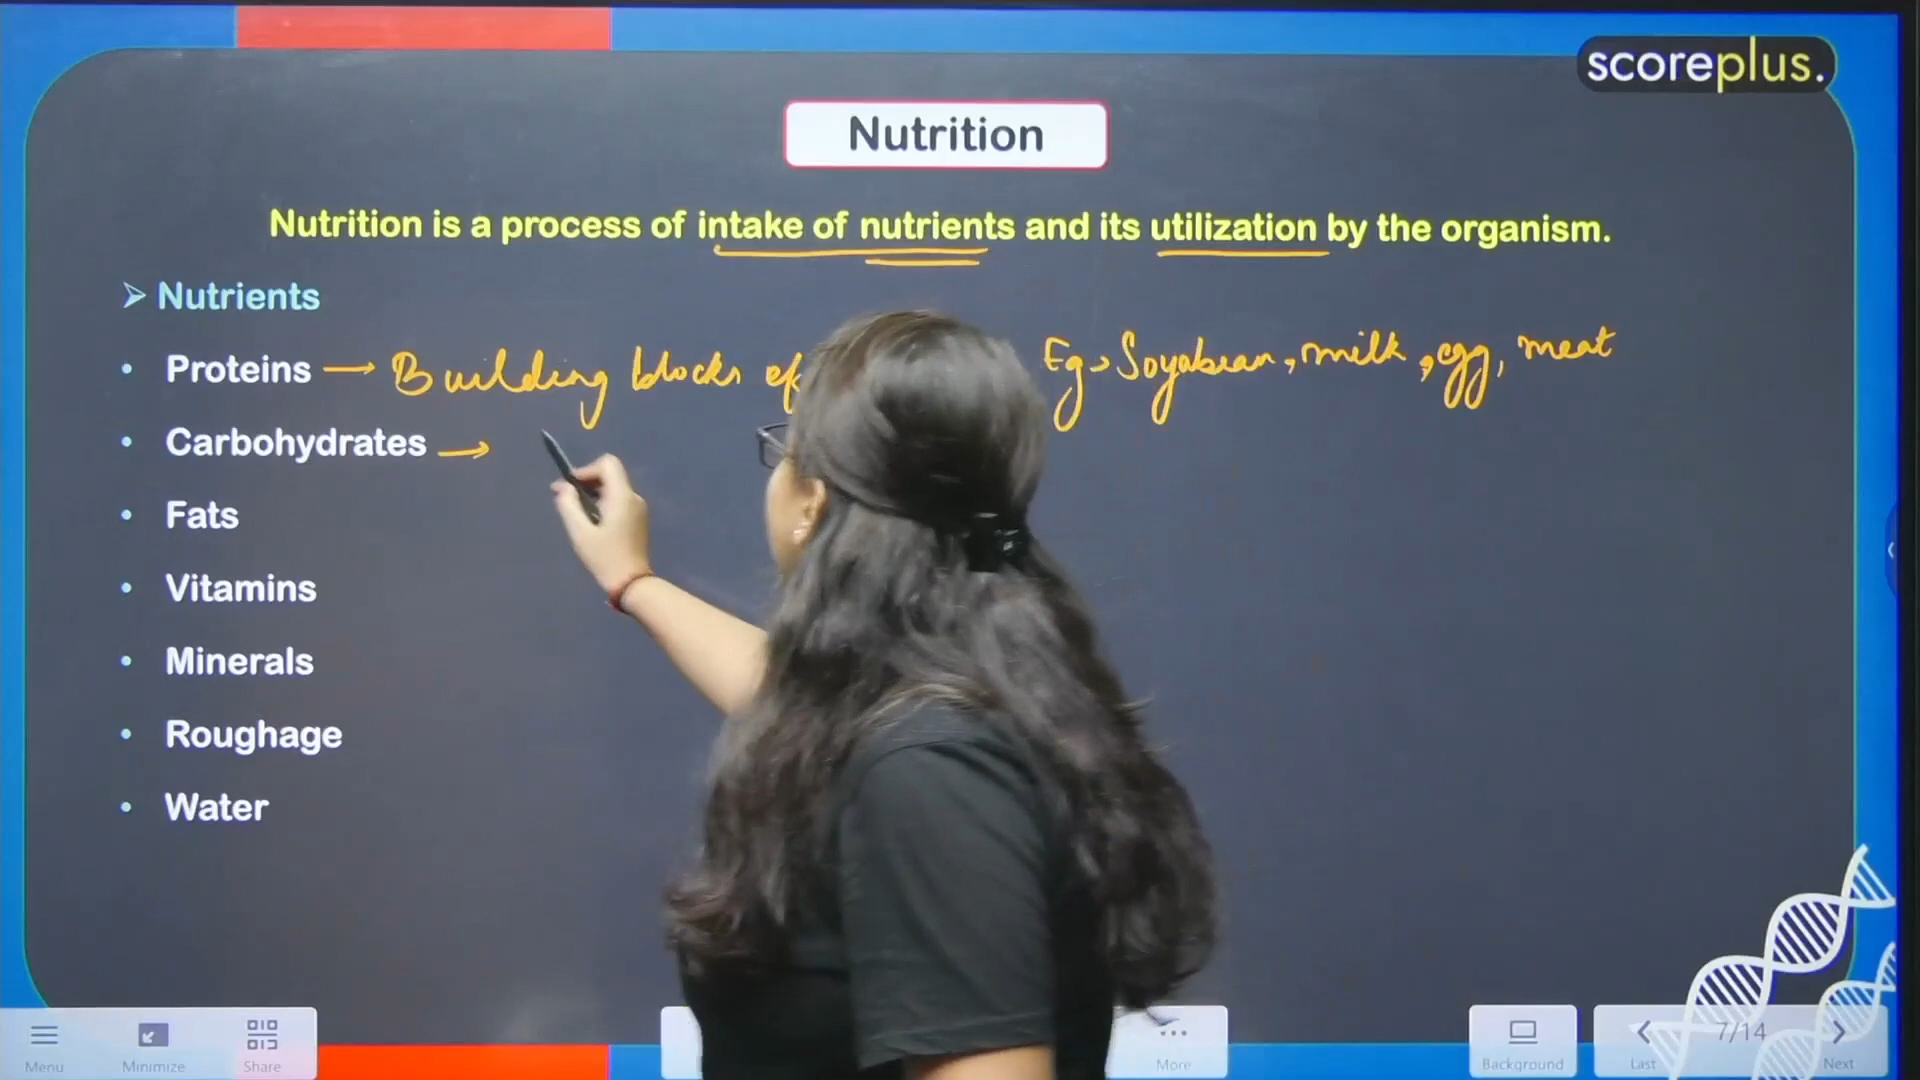 scoreplus.
Nutrition
Nutrition is a process of intake of nutrients and its utilization by the organism.
➢ Nutrients
• Proteins → Building blocks of Eg → Soyabean, milk, egg, meat
• Carbohydrates →
• Fats
• Vitamins
• Minerals
• Roughage
• Water
Menu Minimize Share More Background Last 7/14 Next